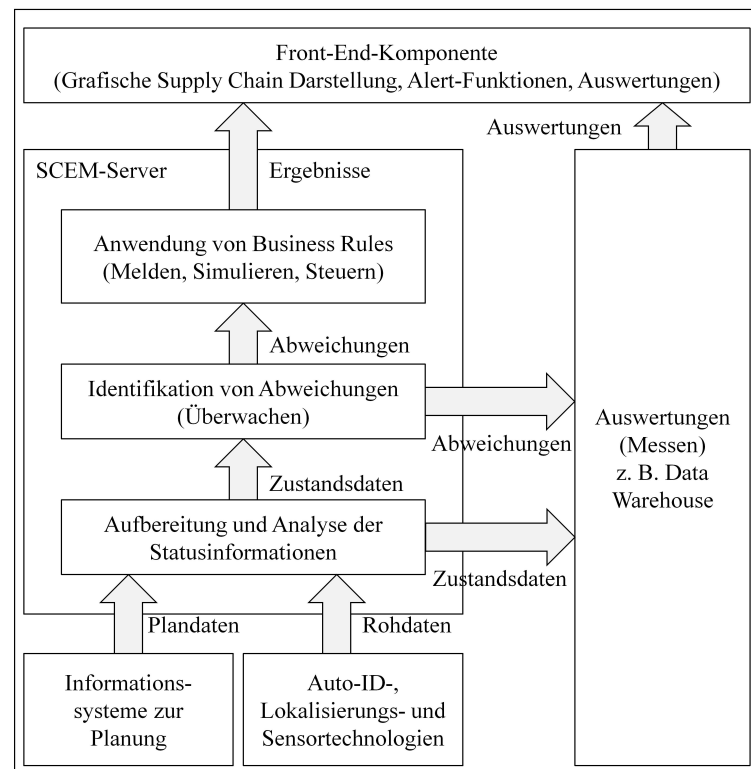 Front-End-Komponente
(Grafische Supply Chain Darstellung, Alert-Funktionen, Auswertungen)
Auswertungen
SCEM-Server
Ergebnisse
Anwendung von Business Rules
(Melden, Simulieren, Steuern)
Abweichungen
Identifikation von Abweichungen
(Überwachen)
Abweichungen
Zustandsdaten
Aufbereitung und Analyse der
Statusinformationen
Zustandsdaten
Plandaten
Rohdaten
Informations-
systeme zur
Planung
Auto-ID-,
Lokalisierungs- und
Sensortechnologien
Auswertungen
(Messen)
z. B. Data
Warehouse